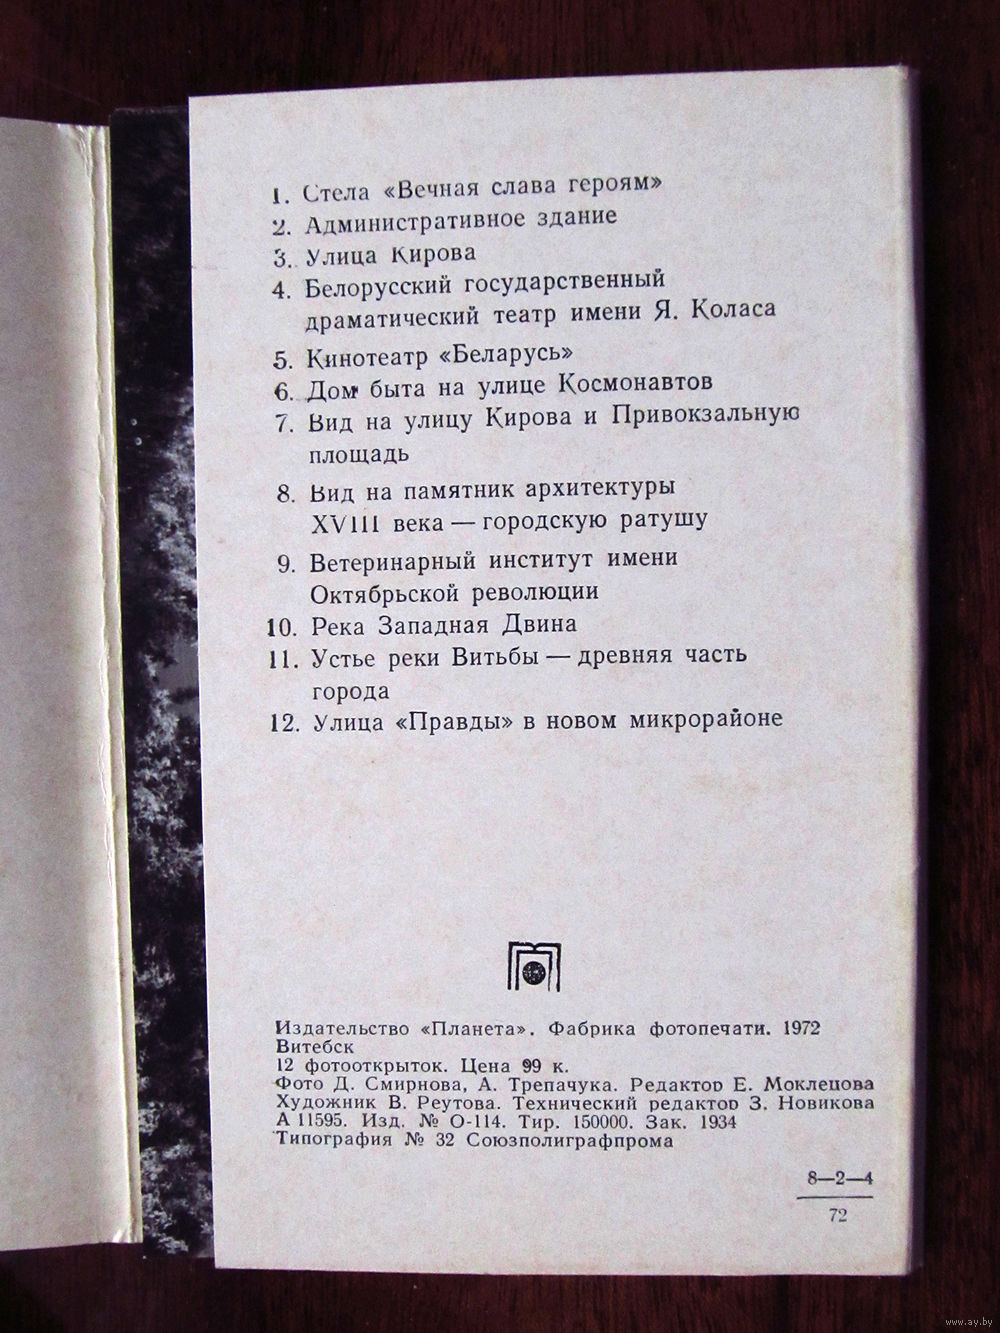 1. Стела «Вечная слава героям»
2. Административное здание
3. Улица Кирова
4. Белорусский государственный
драматический театр имени Я. Коласа
5. Кинотеатр «Беларусь»
6. Дом быта на улице Космонавтов
7. Вид на улицу Кирова и Привокзальную
площадь
8. Вид на памятник архитектуры
XVIII века — городскую ратушу
9. Ветеринарный институт имени
Октябрьской революции
10. Река Западная Двина
11. Устье реки Витьбы — древняя часть
города
12. Улица «Правды» в новом микрорайоне
Издательство «Планета». Фабрика фотопечати. 1972
Витебск
12 фотооткрыток. Цена 99 к.
Фото Д. Смирнова, А. Трепачука. Редактор Е. Моклецова
Художник В. Реутова. Технический редактор З. Новикова
А 11595. Изд. № О-114. Тир. 150000. Зак. 1934
Типография № 32 Союзполиграфпрома
8—2—4
72
www.ay.by